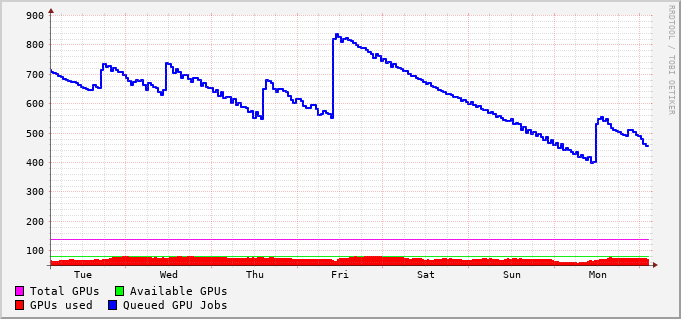 900
800
700
600
500
400
300
200
100
Tue Wed Thu Fri Sat Sun Mon
Total GPUs Available GPUs
GPUs used Queued GPU Jobs
RRDTOOL / TOBI OETIKER